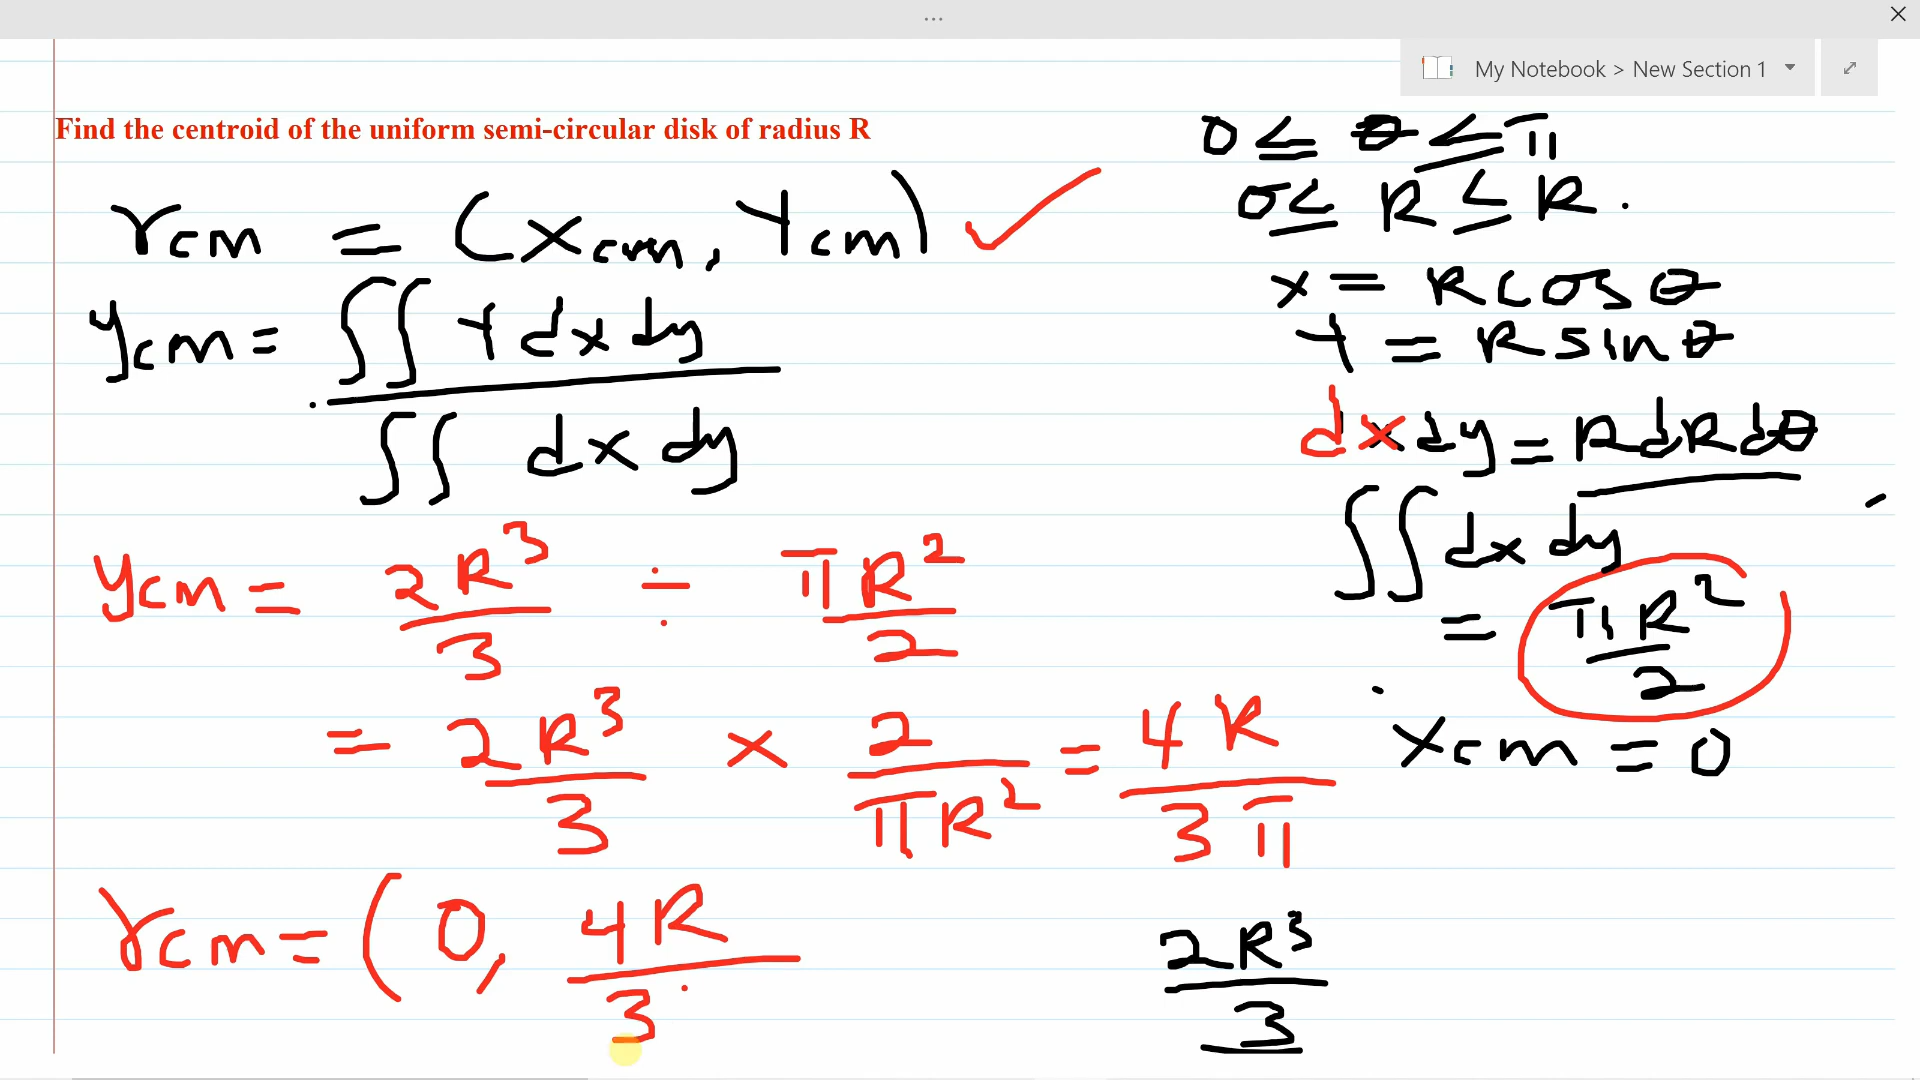 ...
My Notebook > New Section 1
Find the centroid of the uniform semi-circular disk of radius R
rcm = (Xcm, Ycm) ✓
ycm = ∫∫ Y dx dy / ∫∫ dx dy
ycm = 2R³/3 ÷ πR²/2
= 2R³/3 × 2/πR² = 4R/3π
rcm = (0, 4R/3
0 ≤ θ ≤ π
0 ≤ R ≤ R.
x = R cos θ
Y = R sin θ
dxdy = R dR dθ
∫∫ dx dy
= πR²/2
Xcm = 0
2R³/3